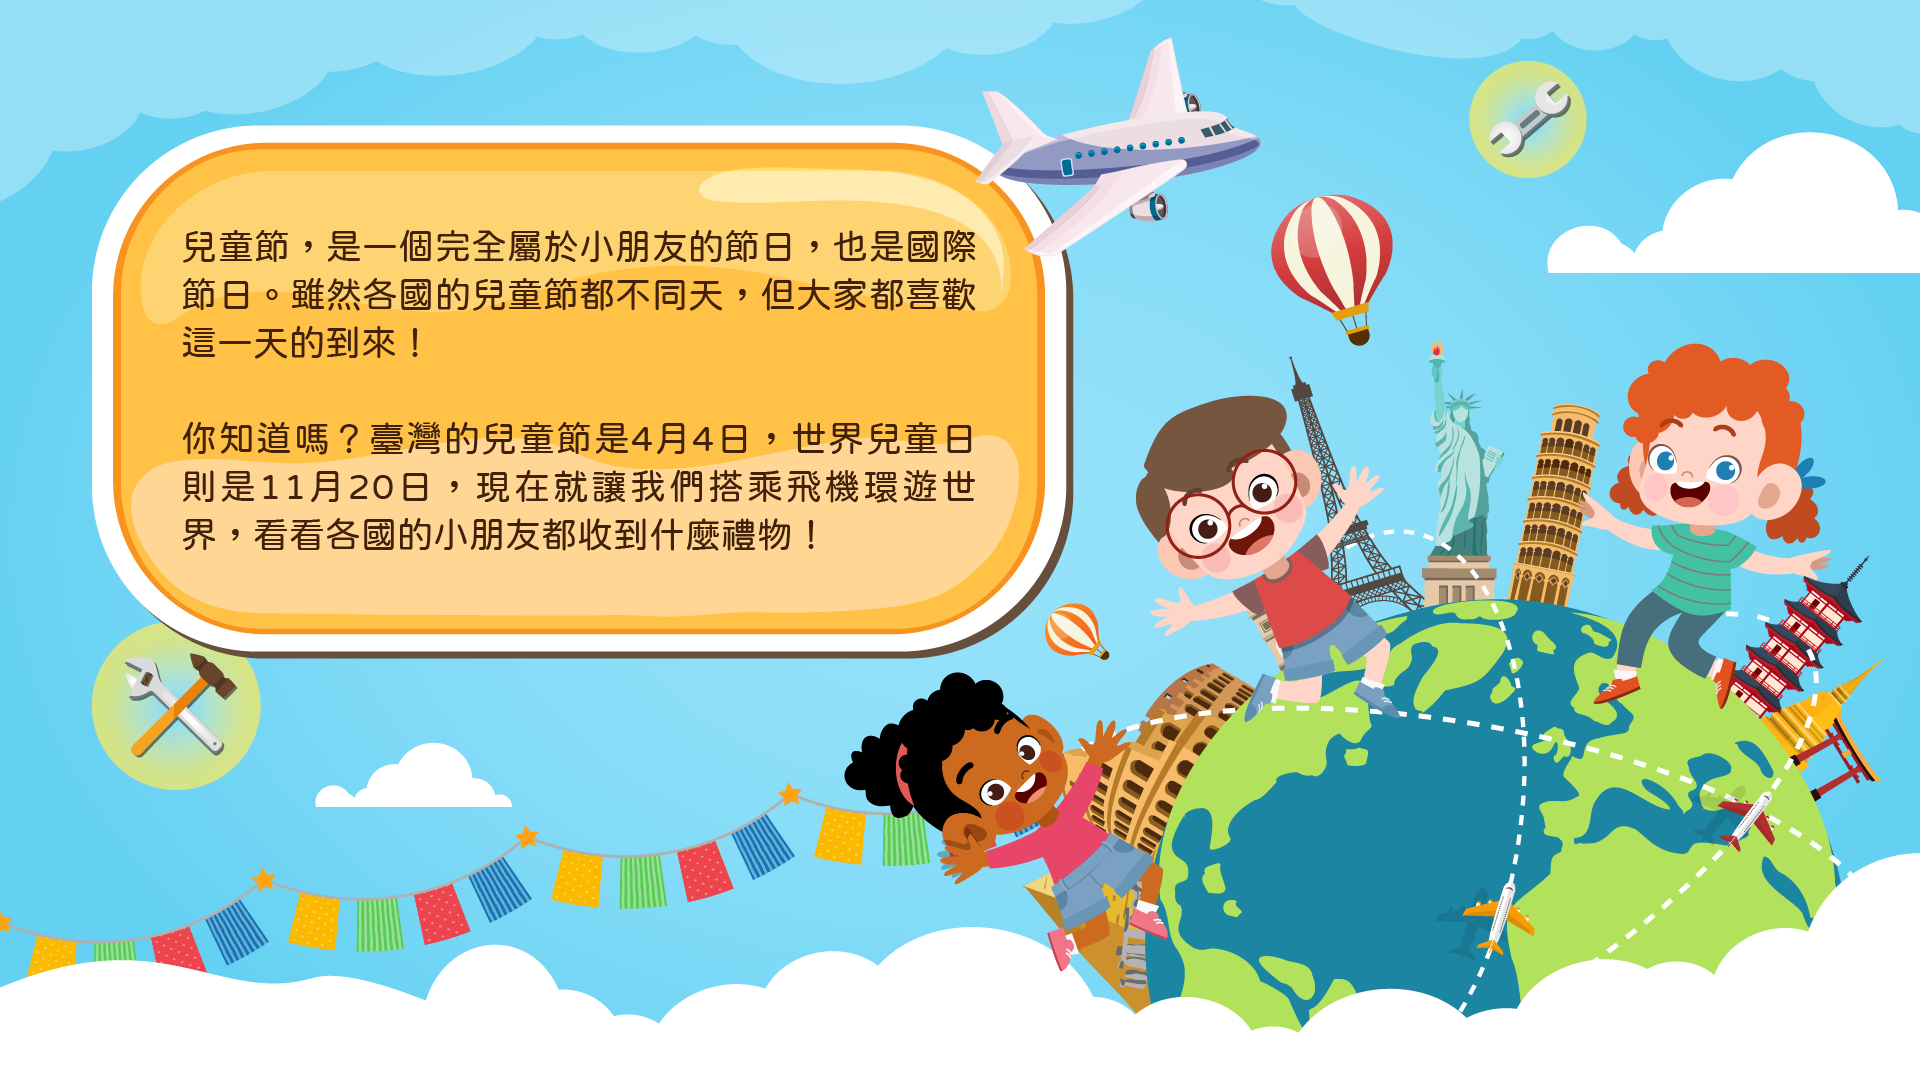 兒童節，是一個完全屬於小朋友的節日，也是國際
節日。雖然各國的兒童節都不同天，但大家都喜歡
這一天的到來！
你知道嗎？臺灣的兒童節是4月4日，世界兒童日
則是11月20日，現在就讓我們搭乘飛機環遊世
界，看看各國的小朋友都收到什麼禮物！